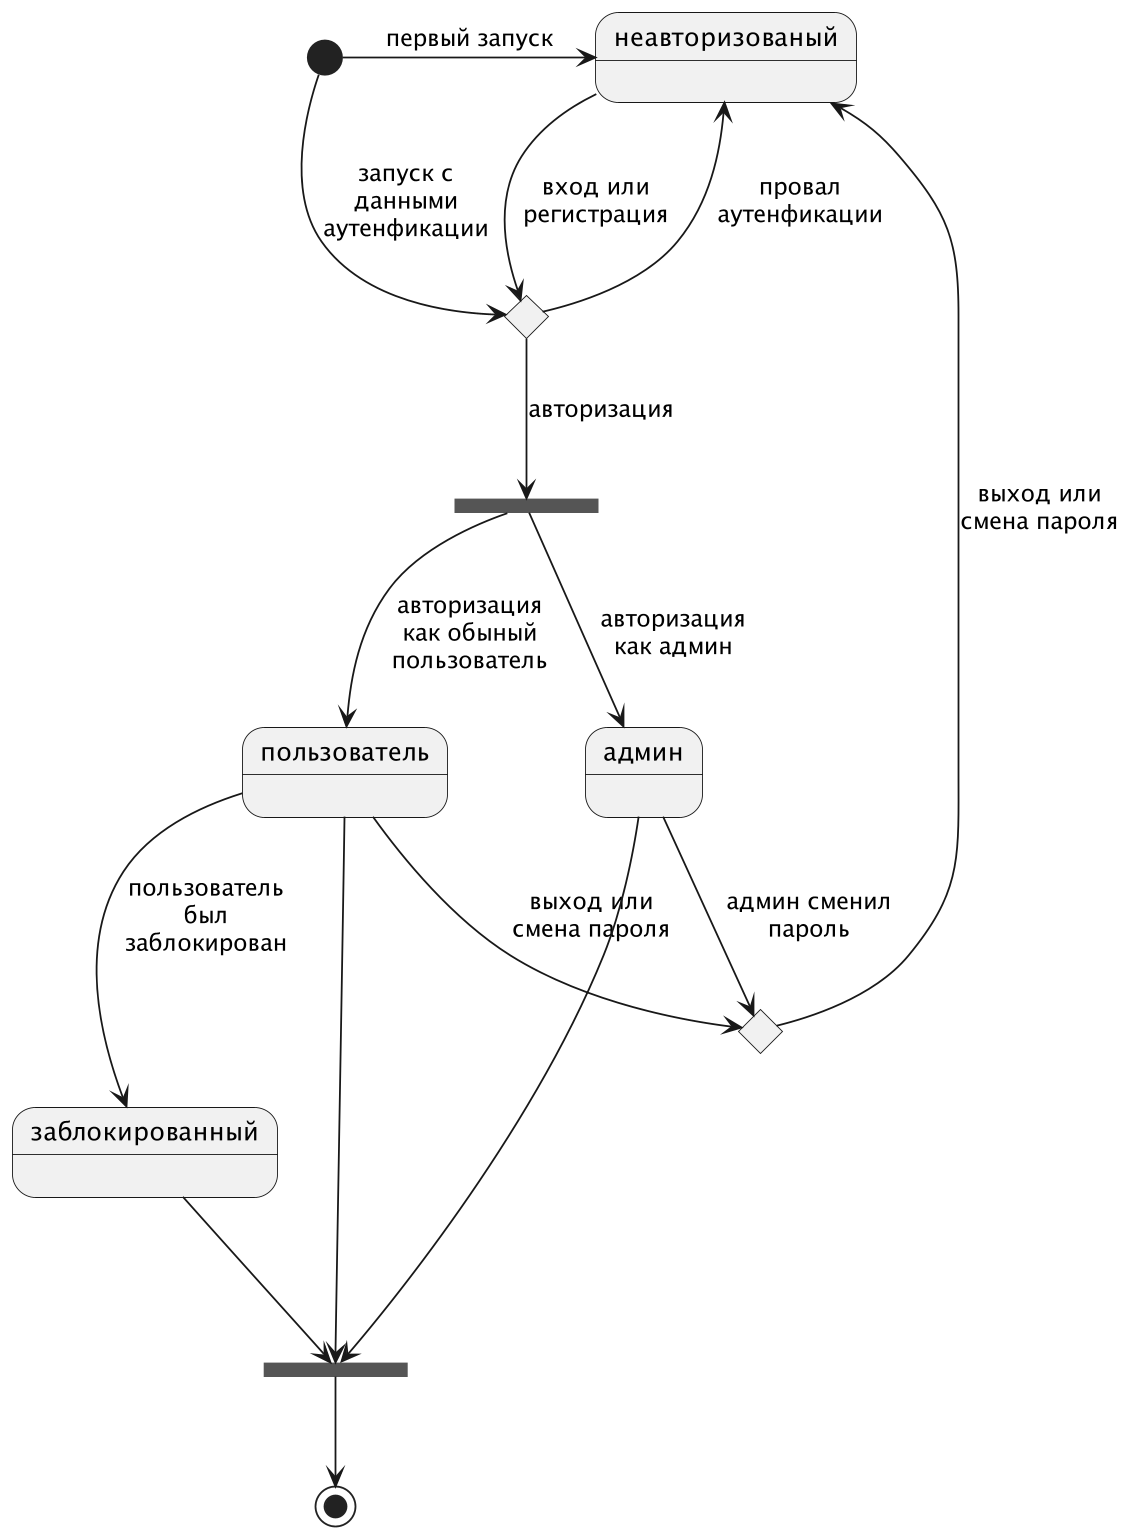 первый запуск
неавторизованый
запуск с
данными
аутенфикации
вход или
регистрация
провал
аутенфикации
авторизация
выход или
смена пароля
авторизация
как обыный
пользователь
авторизация
как админ
пользователь
админ
пользователь
был
заблокирован
выход или
смена пароля
админ сменил
пароль
заблокированный